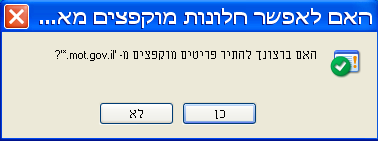 האם לאפשר חלונות מוקפצים מא...
האם ברצונך להתיר פריטים מוקפצים מ- "*.mot.gov.il"?
כן
לא